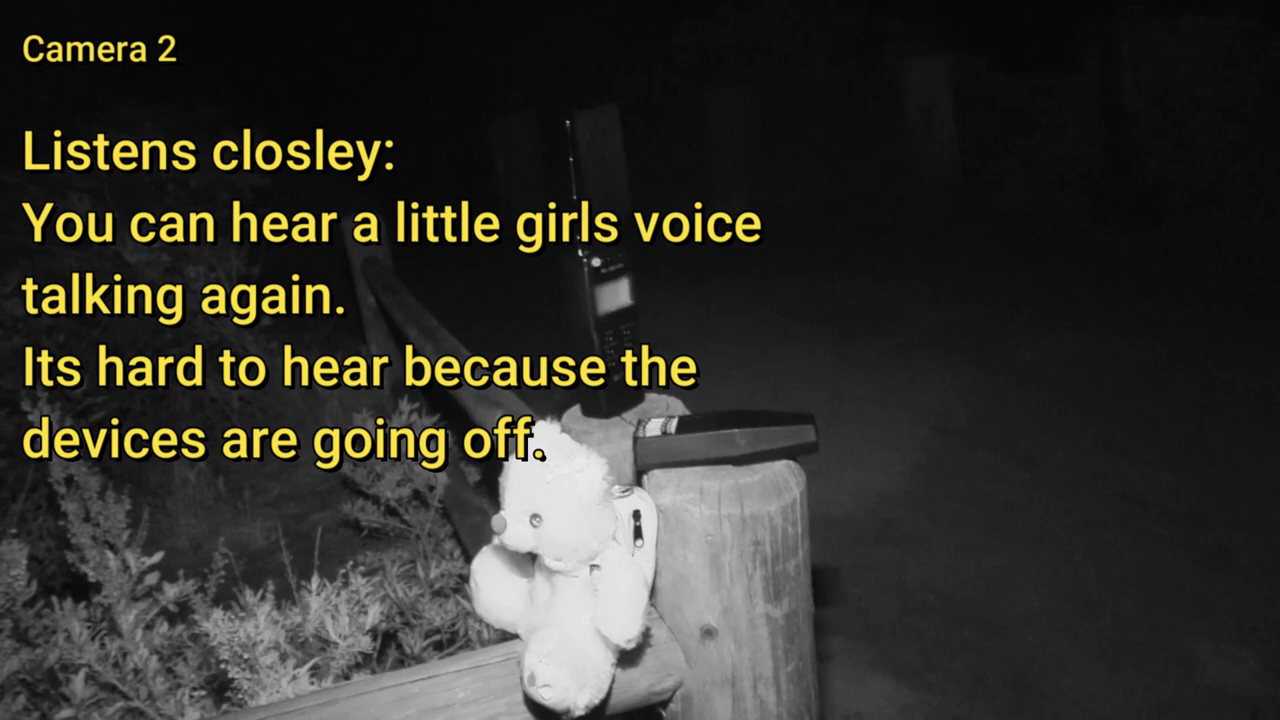 Camera 2
Listens closley:
You can hear a little girls voice
talking again.
Its hard to hear because the
devices are going off.